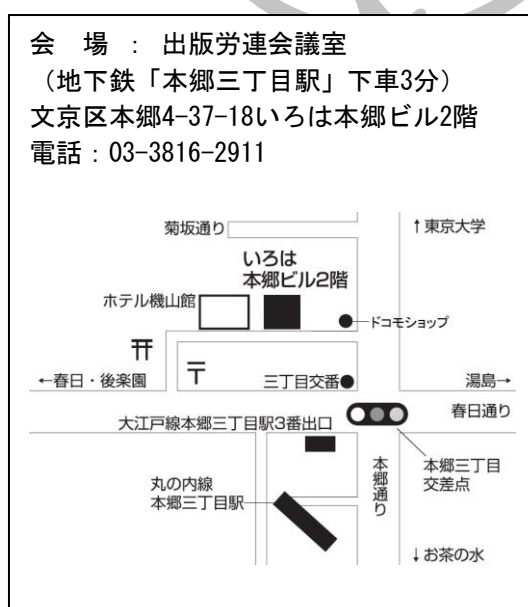 会　場　：　出版労連会議室
（地下鉄「本郷三丁目駅」下車3分）
文京区本郷4-37-18いろは本郷ビル2階
電話：03-3816-2911
菊坂通り
↑東京大学
いろは
本郷ビル2階
ホテル機山館
ドコモショップ
←春日・後楽園
三丁目交番
湯島→
春日通り
大江戸線本郷三丁目駅3番出口
本郷三丁目
交差点
本郷通り
丸の内線
本郷三丁目駅
↓お茶の水